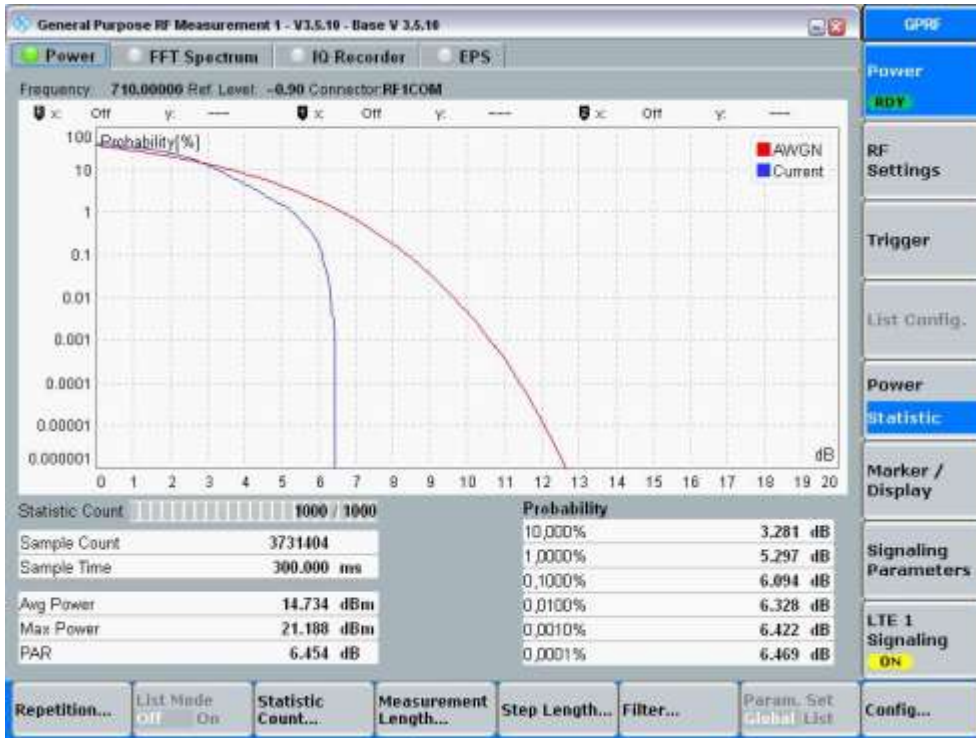 General Purpose RF Measurement 1 - V3.5.10 - Base V 3.5.10
GPRF
Power FFT Spectrum IQ Recorder EPS
Frequency: 710.00000 Ref. Level: -0.90 Connector:RF1COM
x: Off y: ---- x: Off y: ---- x: Off y: ----
Probability[%]
100
10
1
0.1
0.01
0.001
0.0001
0.00001
0.000001
AWGN
Current
dB
0 1 2 3 4 5 6 7 8 9 10 11 12 13 14 15 16 17 18 19 20
Statistic Count 1000 / 1000
Sample Count 3731404
Sample Time 300.000 ms
Avg Power 14.734 dBm
Max Power 21.188 dBm
PAR 6.454 dB
Probability
10,000% 3.281 dB
1,0000% 5.297 dB
0,1000% 6.094 dB
0,0100% 6.328 dB
0,0010% 6.422 dB
0,0001% 6.469 dB
Power
RDY
RF
Settings
Trigger
List Config.
Power
Statistic
Marker /
Display
Signaling
Parameters
LTE 1
Signaling
ON
Repetition...
List Mode
Off On
Statistic
Count...
Measurement
Length...
Step Length...
Filter...
Param. Set
Global List
Config...